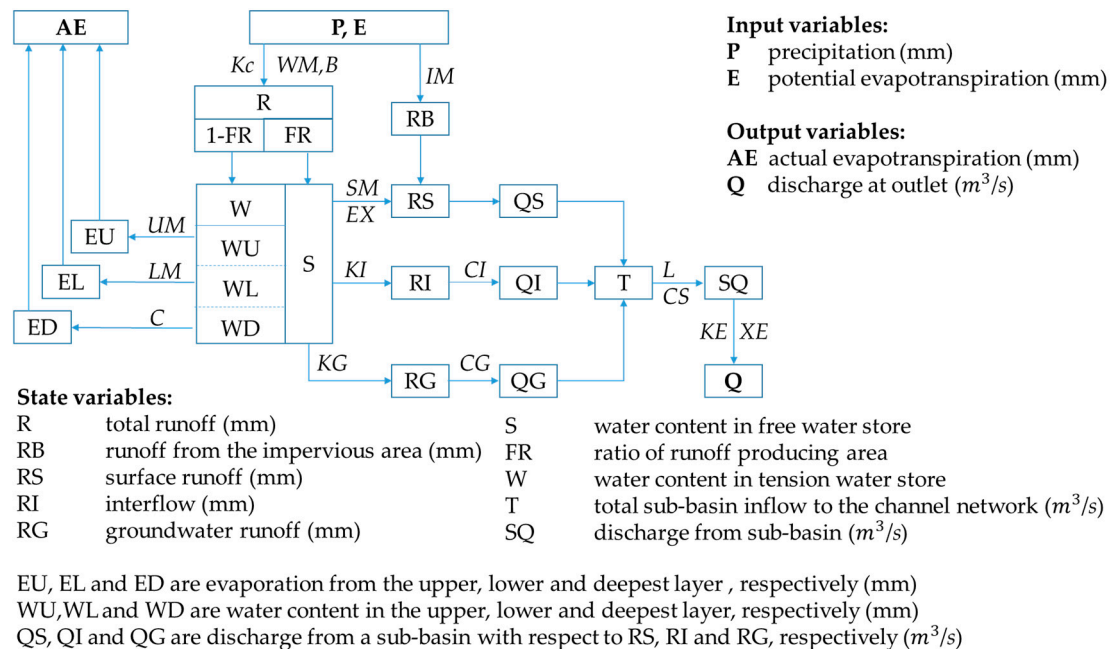 AE
P, E
Input variables:
P precipitation (mm)
E potential evapotranspiration (mm)
Kc WM,B IM
R
RB
1-FR FR
Output variables:
AE actual evapotranspiration (mm)
Q discharge at outlet (m³/s)
W
SM
EX
RS
QS
EU
UM
WU
S
EL
LM
WL
KI
RI
CI
QI
T
L
CS
SQ
ED
C
WD
KE XE
KG
RG
CG
QG
Q
State variables:
R total runoff (mm)
RB runoff from the impervious area (mm)
RS surface runoff (mm)
RI interflow (mm)
RG groundwater runoff (mm)
S water content in free water store
FR ratio of runoff producing area
W water content in tension water store
T total sub-basin inflow to the channel network (m³/s)
SQ discharge from sub-basin (m³/s)
EU, EL and ED are evaporation from the upper, lower and deepest layer , respectively (mm)
WU,WL and WD are water content in the upper, lower and deepest layer, respectively (mm)
QS, QI and QG are discharge from a sub-basin with respect to RS, RI and RG, respectively (m³/s)